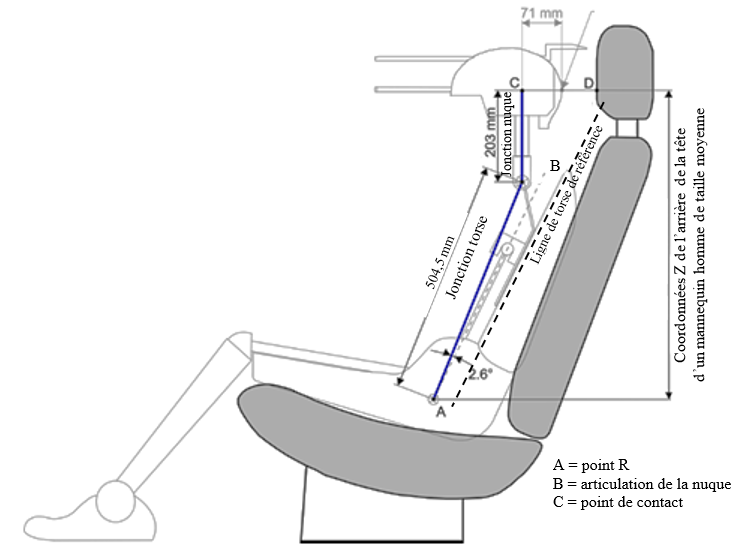 71 mm
C
D
203 mm
Jonction nuque
B
Ligne de torse de référence
504,5 mm
Jonction torse
Coordonnées Z de l´arrière de la tête
d´un mannequin homme de taille moyenne
2.6°
A
A = point R
B = articulation de la nuque
C = point de contact